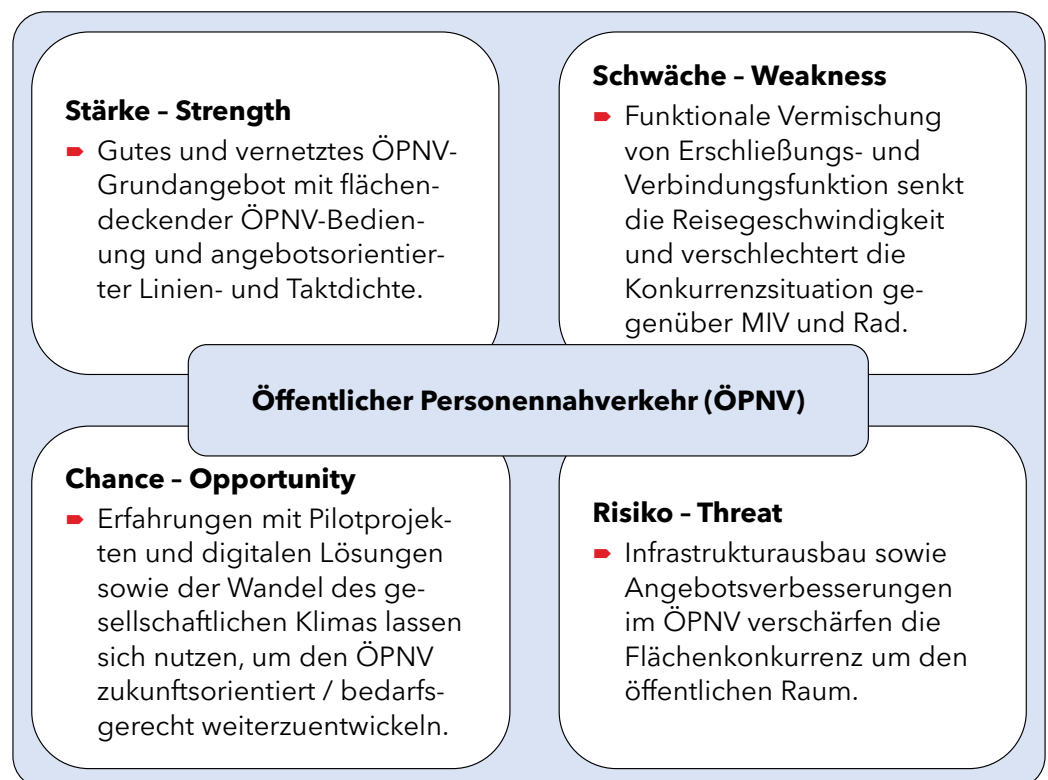 Stärke – Strength
Gutes und vernetztes ÖPNV-
Grundangebot mit flächen-
deckender ÖPNV-Bedien-
ung und angebotsorientier-
ter Linien- und Taktdichte.
Schwäche – Weakness
Funktionale Vermischung
von Erschließungs- und
Verbindungsfunktion senkt
die Reisegeschwindigkeit
und verschlechtert die
Konkurrenzsituation ge-
genüber MIV und Rad.
Öffentlicher Personennahverkehr (ÖPNV)
Chance – Opportunity
Erfahrungen mit Pilotprojek-
ten und digitalen Lösungen
sowie der Wandel des ge-
sellschaftlichen Klimas lassen
sich nutzen, um den ÖPNV
zukunftsorientiert / bedarfs-
gerecht weiterzuentwickeln.
Risiko – Threat
Infrastrukturausbau sowie
Angebotsverbesserungen
im ÖPNV verschärfen die
Flächenkonkurrenz um den
öffentlichen Raum.